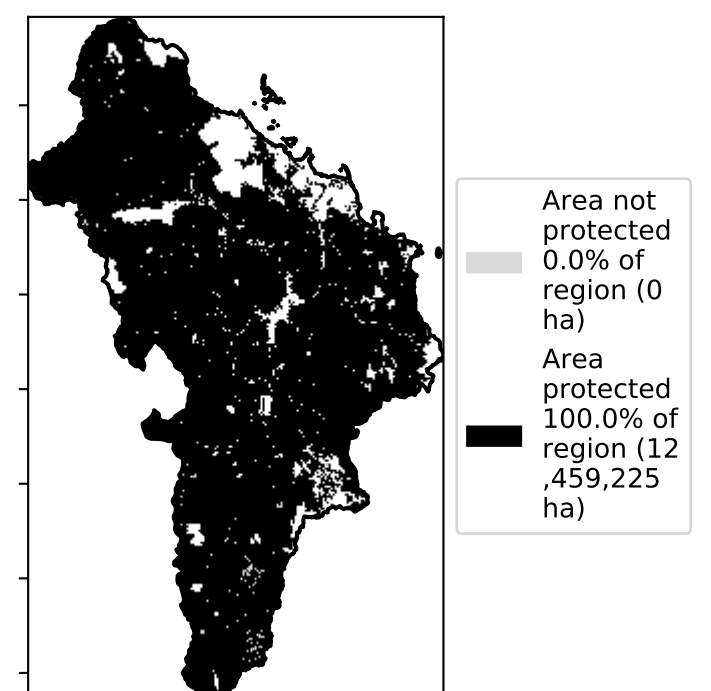 Area not
protected
0.0% of
region (0
ha)
Area
protected
100.0% of
region (12
,459,225
ha)